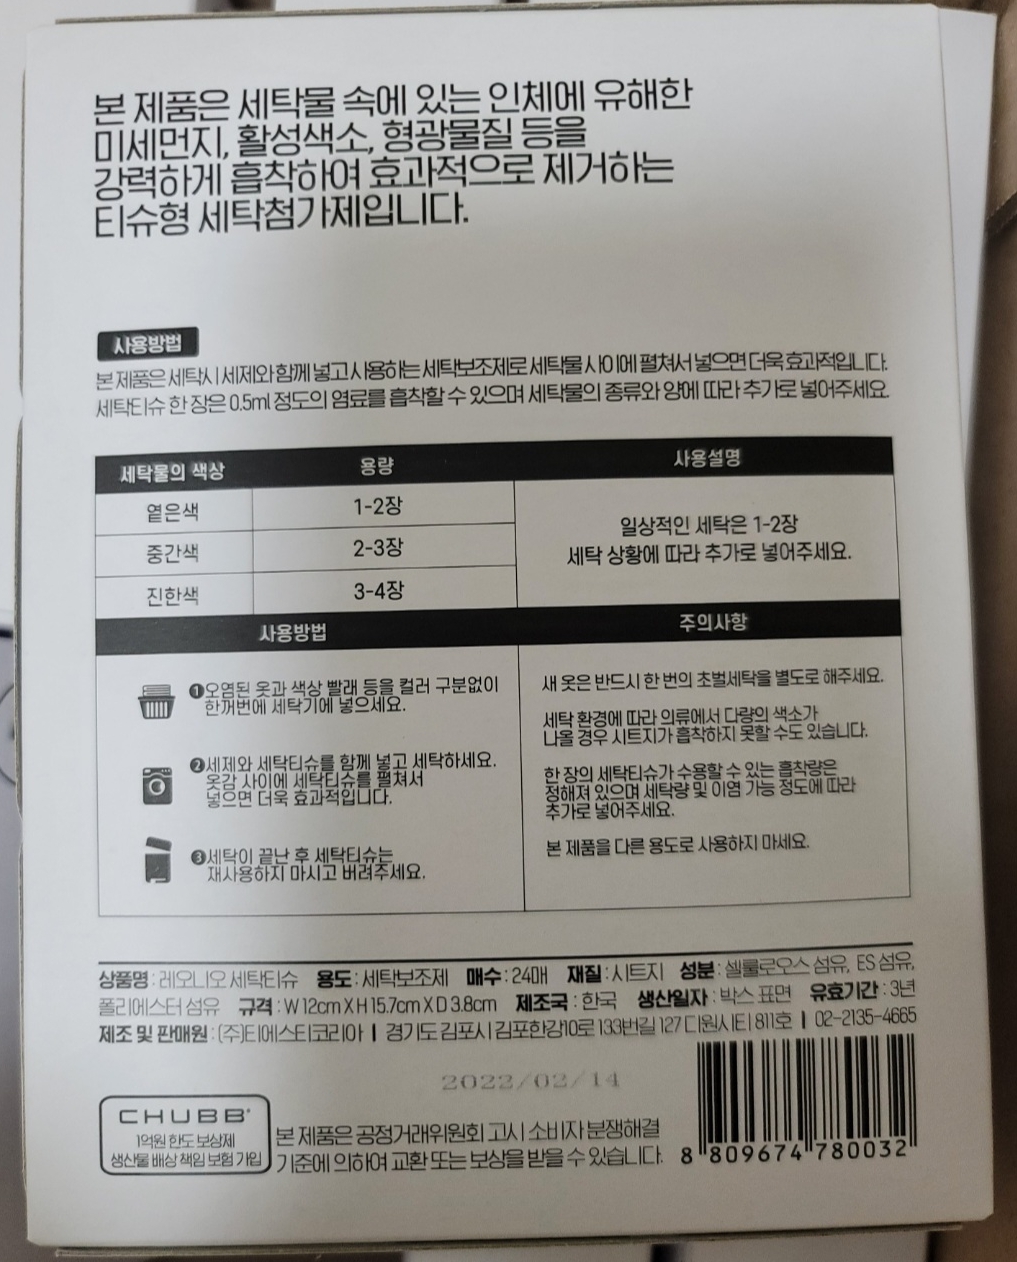 본 제품은 세탁물 속에 있는 인체에 유해한
미세먼지, 활성색소, 형광물질 등을
강력하게 흡착하여 효과적으로 제거하는
티슈형 세탁첨가제입니다.
사용방법
본 제품은 세탁시 세제와 함께 넣고 사용하는 세탁보조제로 세탁물 사이에 펼쳐서 넣으면 더욱 효과적입니다.
세탁티슈 한 장은 0.5ml 정도의 염료를 흡착할 수 있으며 세탁물의 종류와 양에 따라 추가로 넣어주세요.
세탁물의 색상 용량 사용설명
옅은색 1-2장
중간색 2-3장
진한색 3-4장
일상적인 세탁은 1-2장
세탁 상황에 따라 추가로 넣어주세요.
사용방법 주의사항
❶오염된 옷과 색상 빨래 등을 컬러 구분없이
한꺼번에 세탁기에 넣으세요.
❷세제와 세탁티슈를 함께 넣고 세탁하세요.
옷감 사이에 세탁티슈를 펼쳐서
넣으면 더욱 효과적입니다.
❸세탁이 끝난 후 세탁티슈는
재사용하지 마시고 버려주세요.
새 옷은 반드시 한 번의 초벌세탁을 별도로 해주세요.
세탁 환경에 따라 의류에서 다량의 색소가
나올 경우 시트지가 흡착하지 못할 수도 있습니다.
한 장의 세탁티슈가 수용할 수 있는 흡착량은
정해져 있으며 세탁량 및 이염 가능 정도에 따라
추가로 넣어주세요.
본 제품을 다른 용도로 사용하지 마세요.
상품명 : 레오니오 세탁티슈 용도 : 세탁보조제 매수 : 24매 재질 : 시트지 성분 : 셀룰로오스 섬유, ES 섬유,
폴리에스터 섬유 규격 : W 12cm X H 15.7cm X D 3.8cm 제조국 : 한국 생산일자 : 박스 표면 유효기간 : 3년
제조 및 판매원 : (주)티에스티코리아 | 경기도 김포시 김포한강10로 133번길 127 디원시티 811호 | 02-2135-4665
2022/02/14
CHUBB®
1억원 한도 보상제
생산물 배상 책임 보험 가입
본 제품은 공정거래위원회 고시 소비자 분쟁해결
기준에 의하여 교환 또는 보상을 받을 수 있습니다.
8 809674 780032